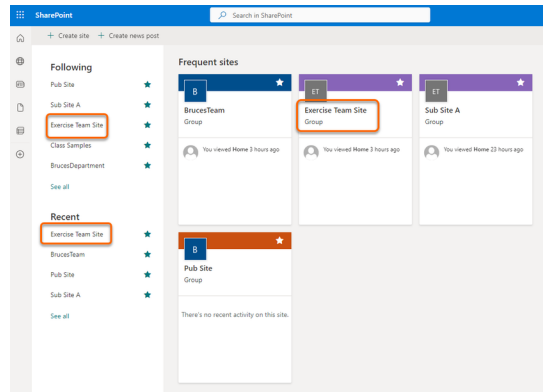 SharePoint
Search in SharePoint
+ Create site + Create news post
Following
Pub Site
Sub Site A
Exercise Team Site
Class Samples
BrucesDepartment
See all
Recent
Exercise Team Site
BrucesTeam
Pub Site
Sub Site A
See all
Frequent sites
B
BrucesTeam
Group
You viewed Home 3 hours ago
ET
Exercise Team Site
Group
You viewed Home 3 hours ago
ET
Sub Site A
Group
You viewed Home 23 hours ago
B
Pub Site
Group
There's no recent activity on this site.